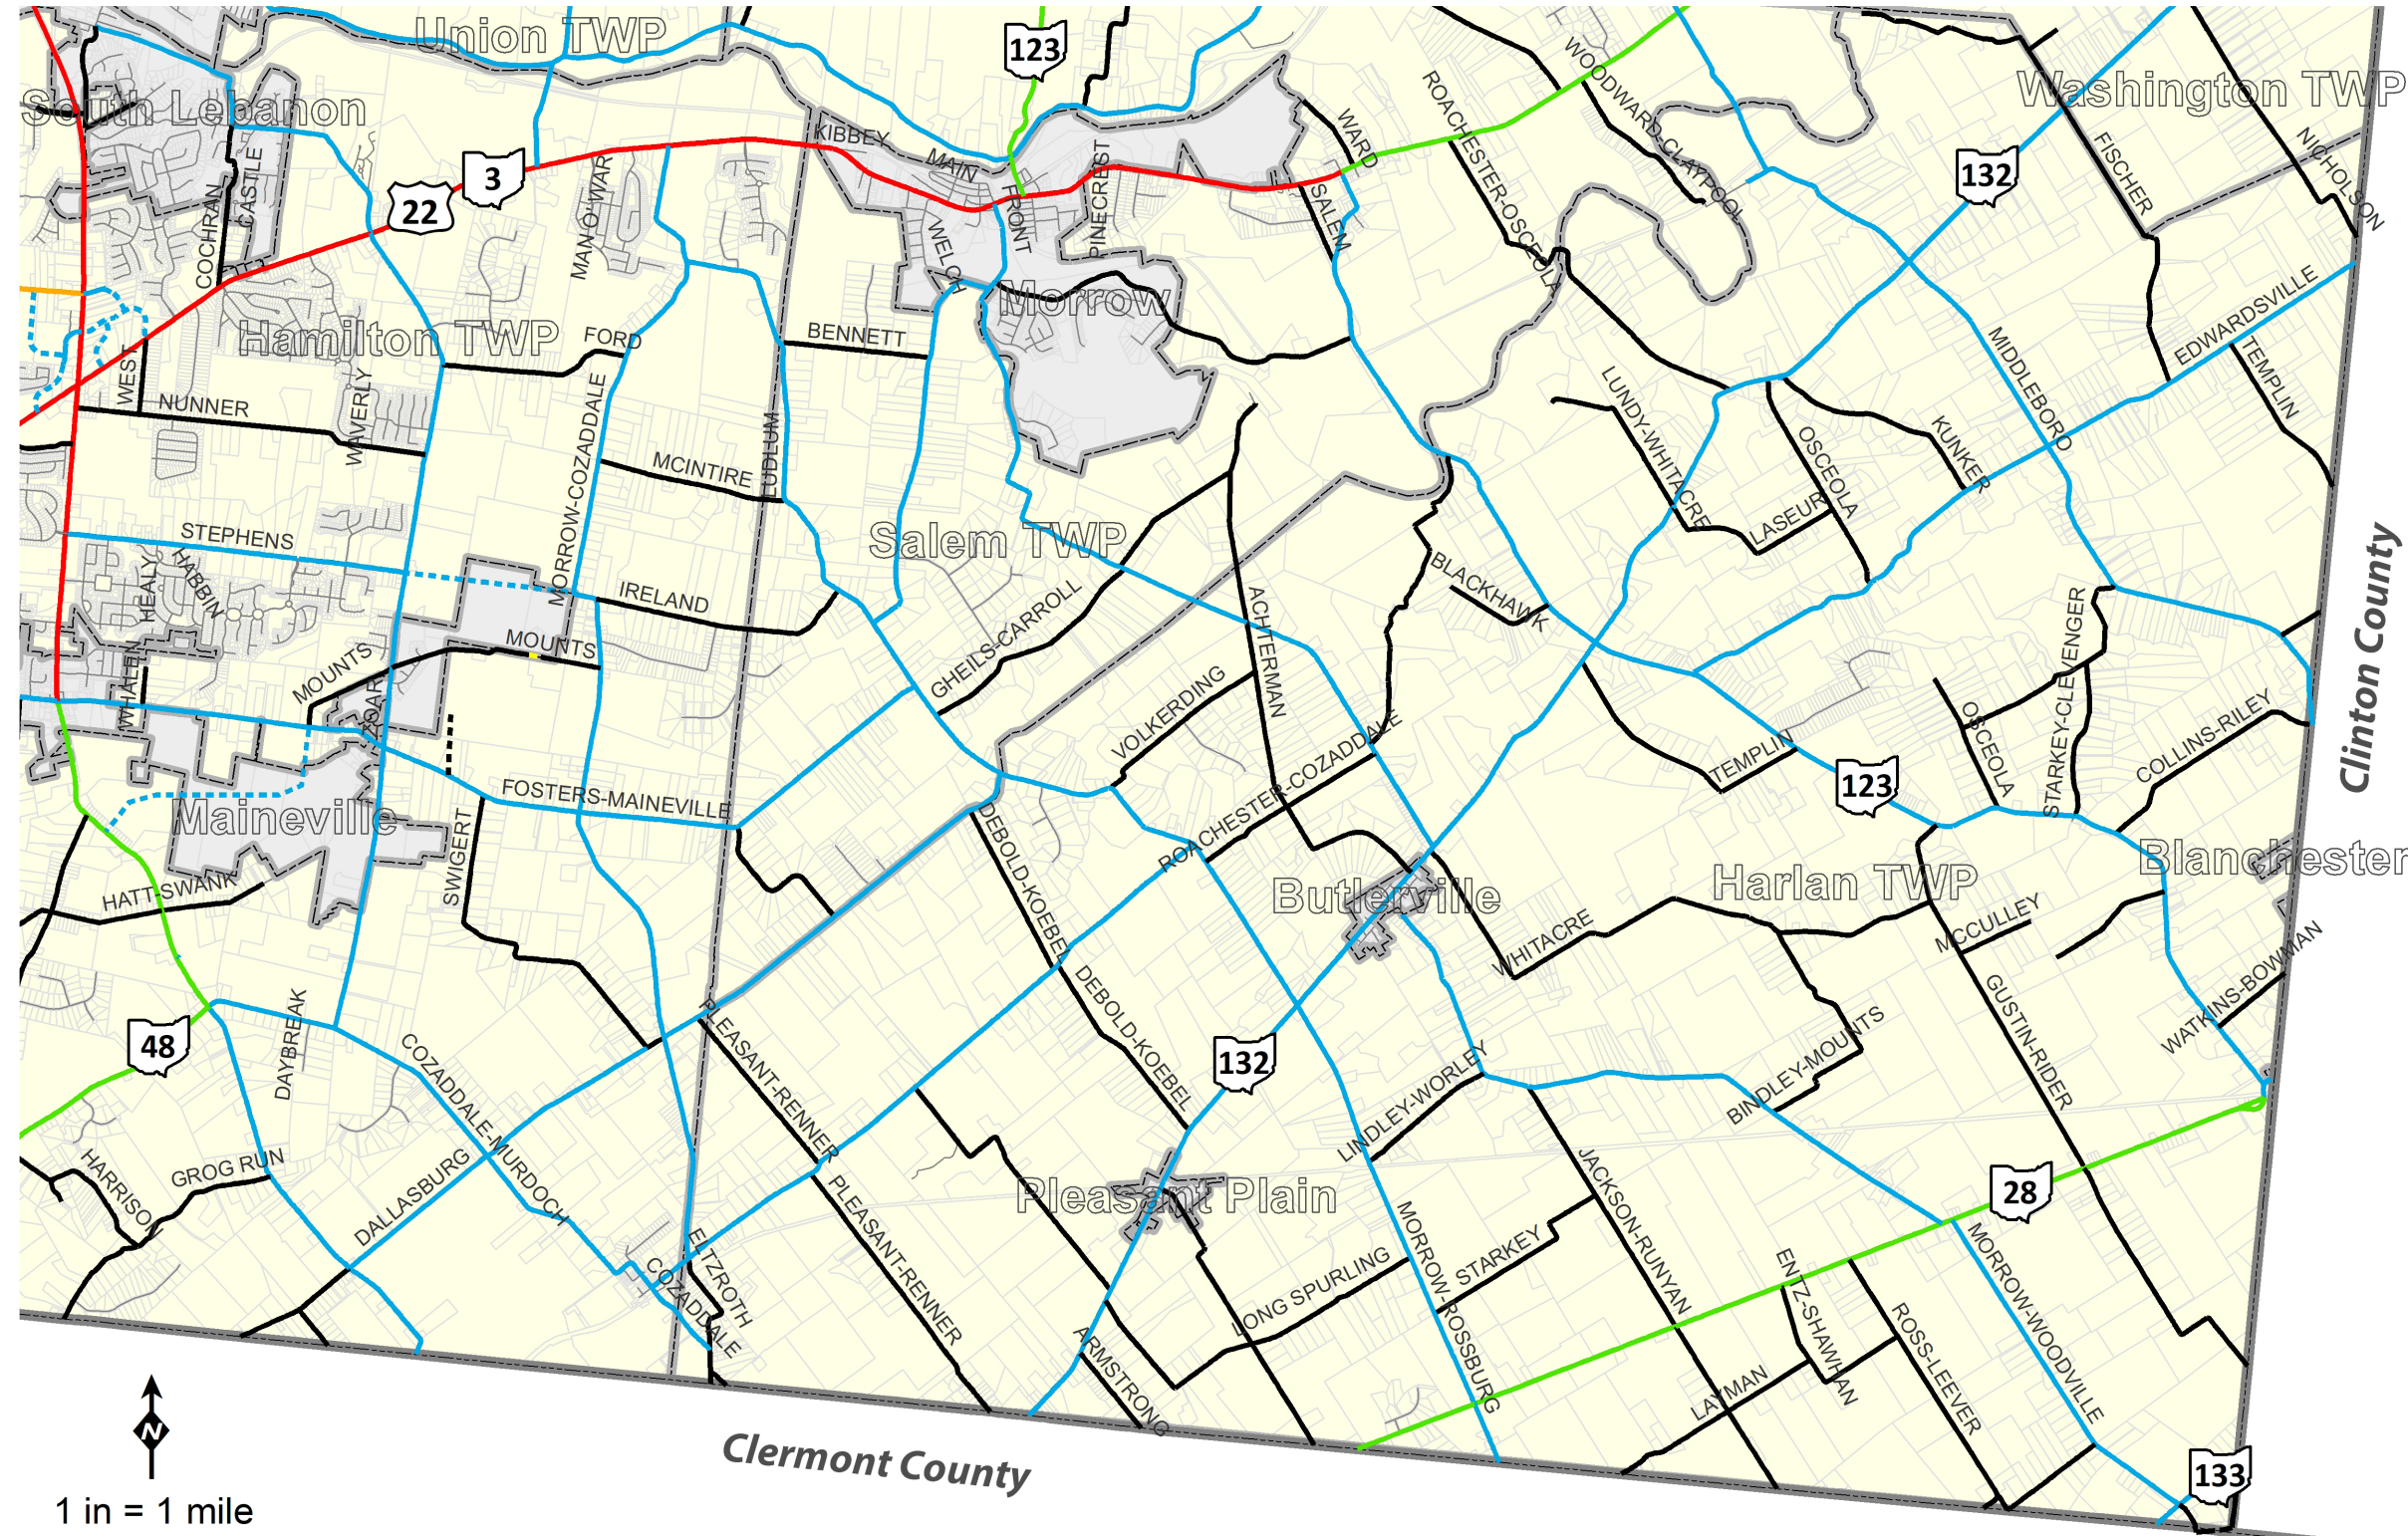 Union TWP
123
WOODWARD-CLAYPOOL
Washington TWP
South Lebanon
ROACHESTER-OSCEOLA
WARD
KIBBEY
MAIN
FISCHER
NICHOLSON
132
3
22
CASTLE
COCHRAN
MAN O WAR
PINECREST
FRONT
WELCH
SALEM
Morrow
Hamilton TWP
FORD
BENNETT
MIDDLEBORO
EDWARDSVILLE
TEMPLIN
WEST
NUNNER
WAVERLY
MORROW-COZADDALE
LUDLUM
MCINTIRE
LUNDY-WHITACRE
OSCEOLA
KUNKER
LASEUR
STEPHENS
Salem TWP
HEALY
HABBIN
MORROW-COZADDALE
IRELAND
GHEILS-CARROLL
ACHTERMAN
BLACKHAWK
STARKEY-CLEVENGER
Clinton County
MOUNTS
MOUNTS
WHALEN
ZOAR
VOLKERDING
ROACHESTER-COZADDALE
TEMPLIN
OSCEOLA
COLLINS-RILEY
123
FOSTERS-MAINEVILLE
Maineville
SWIGERT
DEBOLD-KOEBEL
Butlerville
Harlan TWP
Blanchester
HATT-SWANK
WHITACRE
MCCULLEY
WATKINS-BOWMAN
DEBOLD-KOEBEL
GUSTIN-RIDER
48
DAYBREAK
COZADDALE-MURDOCH
PLEASANT-RENNER
132
LINDLEY-WORLEY
BINDLEY-MOUNTS
HARRISON
GROG RUN
DALLASBURG
Pleasant Plain
PLEASANT-RENNER
JACKSON-RUNYAN
28
ELTZROTH
COZADDALE
MORROW-ROSSBURG
STARKEY
LONG SPURLING
ENTZ-SHAWHAN
ROSS-LEEVER
MORROW-WOODVILLE
ARMSTRONG
LAYMAN
N
Clermont County
133
1 in = 1 mile